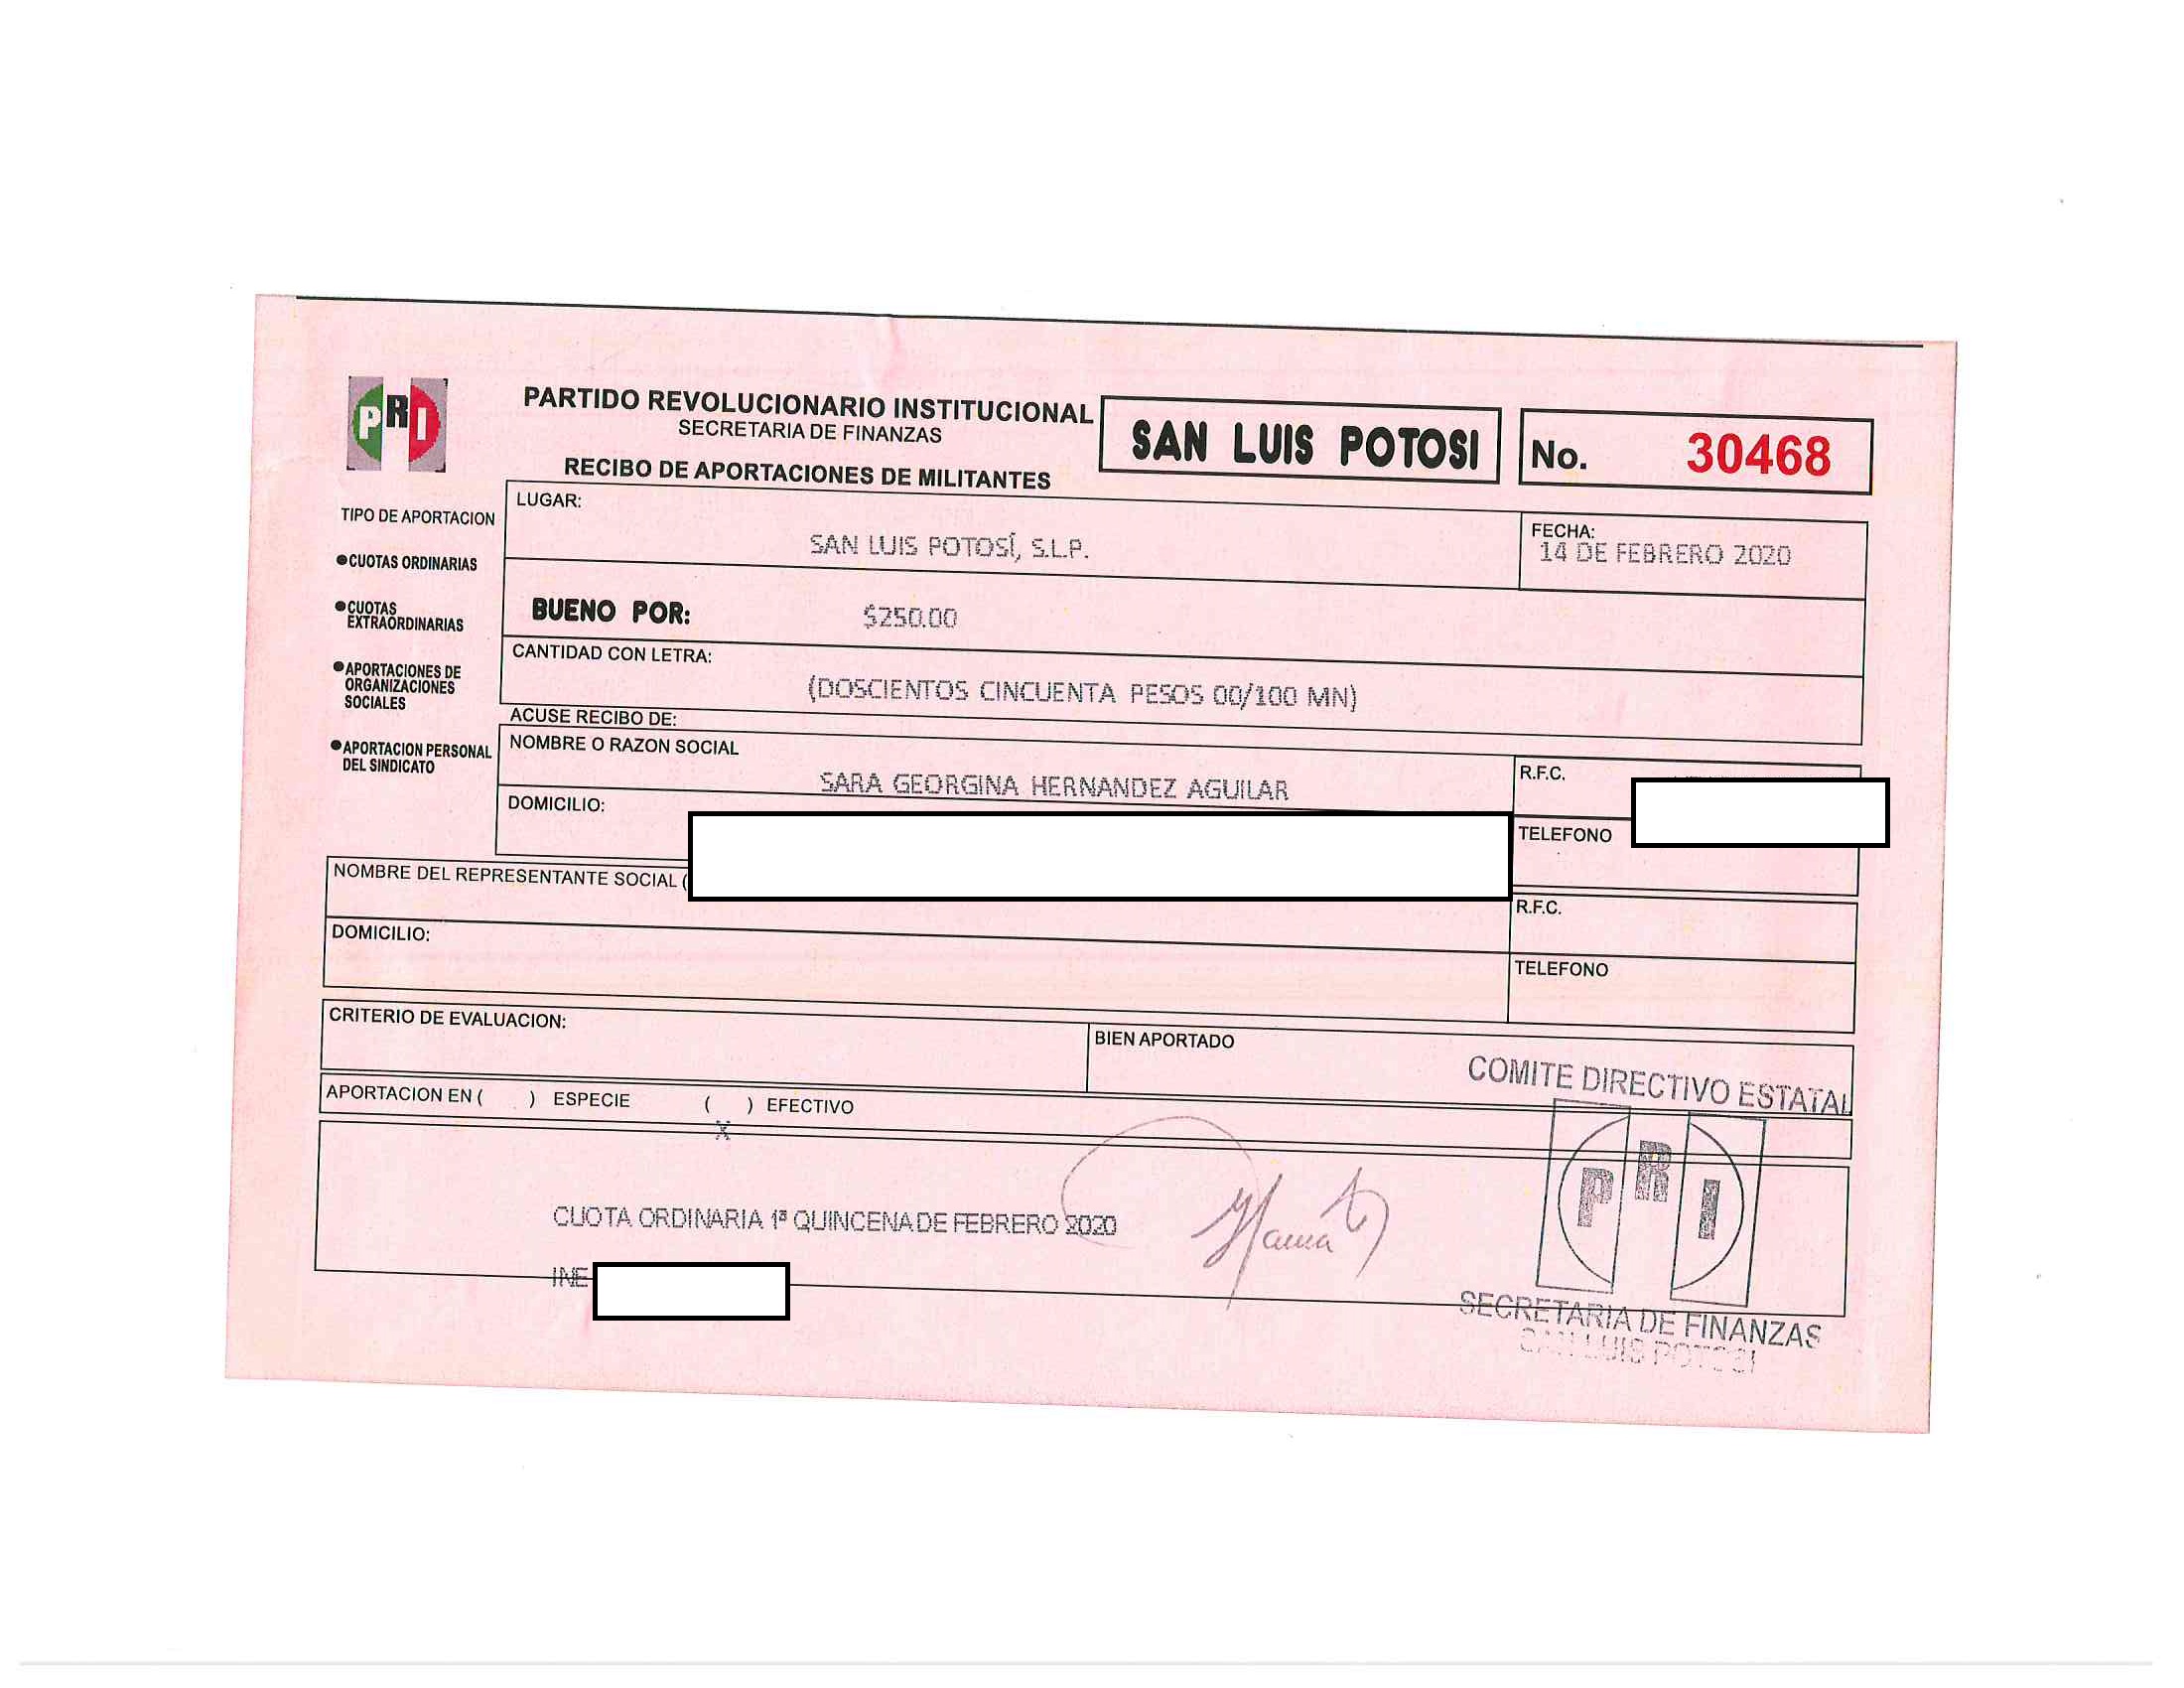 PRI
PARTIDO REVOLUCIONARIO INSTITUCIONAL
SECRETARIA DE FINANZAS
RECIBO DE APORTACIONES DE MILITANTES
SAN LUIS POTOSI
No. 30468
TIPO DE APORTACION
●CUOTAS ORDINARIAS
●CUOTAS
EXTRAORDINARIAS
●APORTACIONES DE
ORGANIZACIONES
SOCIALES
●APORTACION PERSONAL
DEL SINDICATO
LUGAR:
SAN LUIS POTOSÍ, S.L.P.
FECHA:
14 DE FEBRERO 2020
BUENO POR: $250.00
CANTIDAD CON LETRA:
(DOSCIENTOS CINCUENTA PESOS 00/100 MN)
ACUSE RECIBO DE:
NOMBRE O RAZON SOCIAL
SARA GEORGINA HERNANDEZ AGUILAR
R.F.C.
DOMICILIO:
TELEFONO
NOMBRE DEL REPRESENTANTE SOCIAL (
R.F.C.
DOMICILIO:
TELEFONO
CRITERIO DE EVALUACION:
BIEN APORTADO
APORTACION EN ( ) ESPECIE ( ) EFECTIVO
X
CUOTA ORDINARIA 1ª QUINCENA DE FEBRERO 2020
INE
COMITE DIRECTIVO ESTATAL
PRI
SECRETARIA DE FINANZAS
SAN LUIS POTOSI